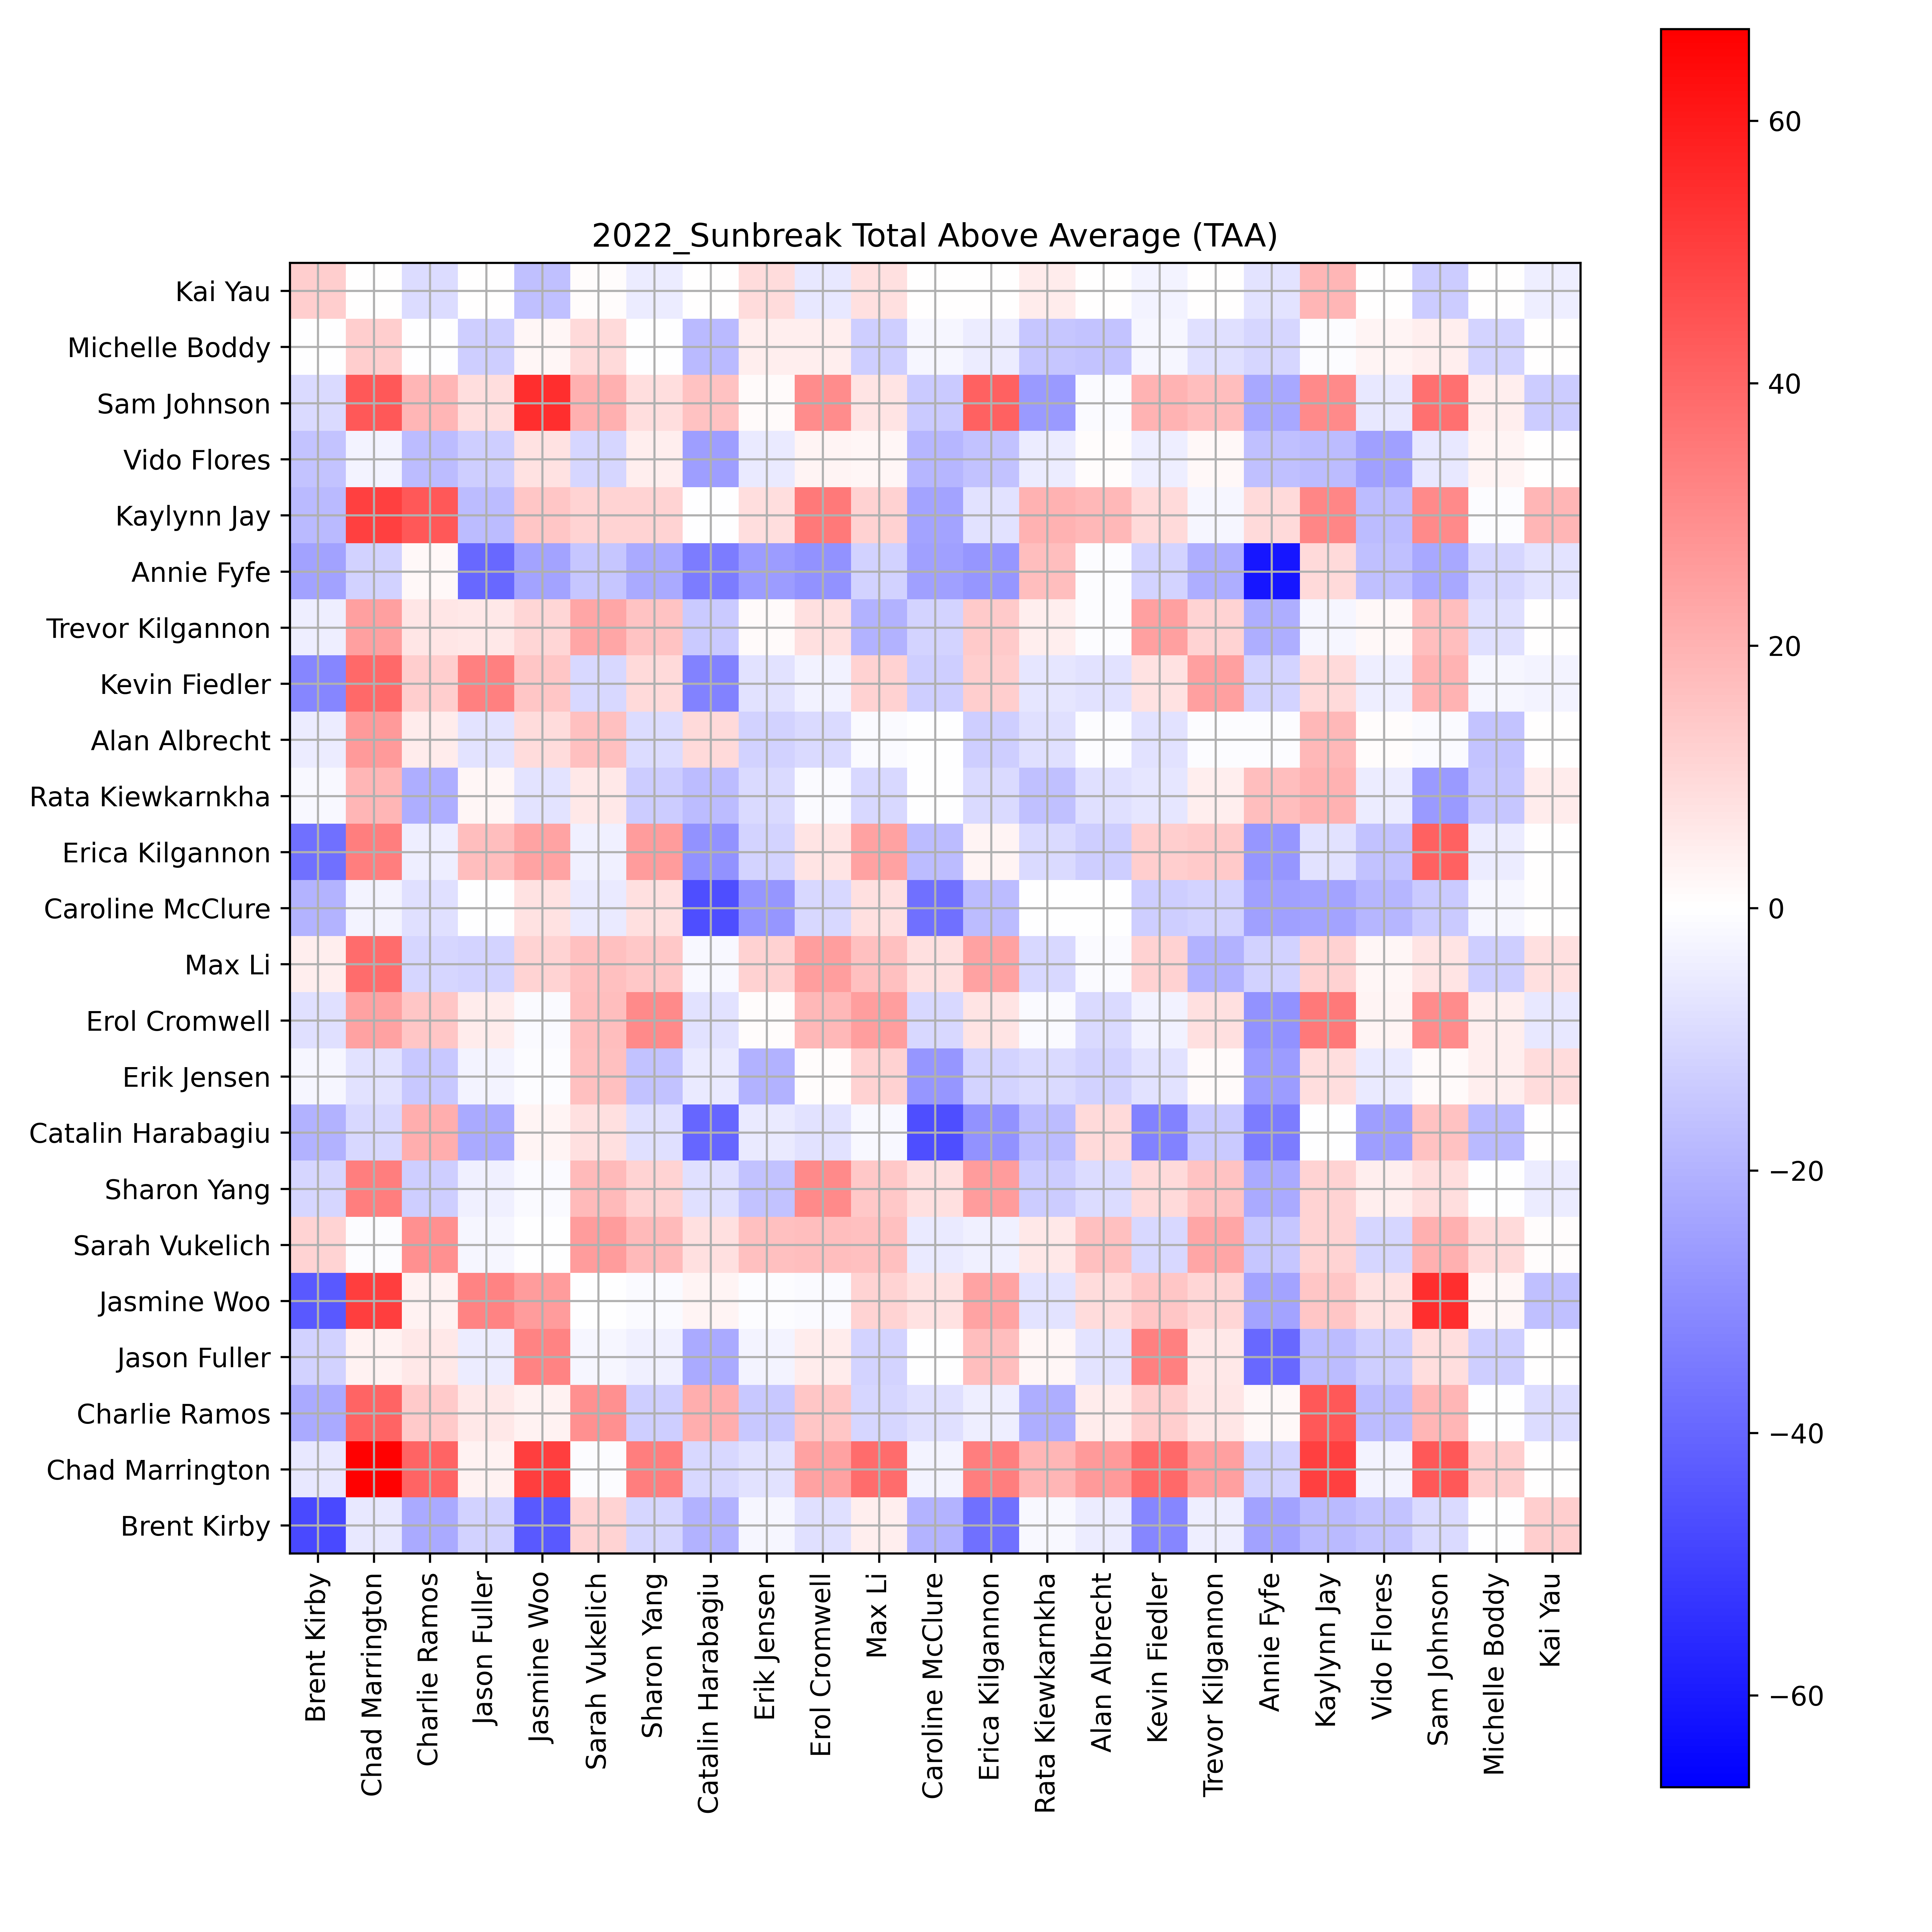 2022_Sunbreak Total Above Average (TAA)
Kai Yau
Michelle Boddy
Sam Johnson
Vido Flores
Kaylynn Jay
Annie Fyfe
Trevor Kilgannon
Kevin Fiedler
Alan Albrecht
Rata Kiewkarnkha
Erica Kilgannon
Caroline McClure
Max Li
Erol Cromwell
Erik Jensen
Catalin Harabagiu
Sharon Yang
Sarah Vukelich
Jasmine Woo
Jason Fuller
Charlie Ramos
Chad Marrington
Brent Kirby
Brent Kirby
Chad Marrington
Charlie Ramos
Jason Fuller
Jasmine Woo
Sarah Vukelich
Sharon Yang
Catalin Harabagiu
Erik Jensen
Erol Cromwell
Max Li
Caroline McClure
Erica Kilgannon
Rata Kiewkarnkha
Alan Albrecht
Kevin Fiedler
Trevor Kilgannon
Annie Fyfe
Kaylynn Jay
Vido Flores
Sam Johnson
Michelle Boddy
Kai Yau
60
40
20
0
−20
−40
−60